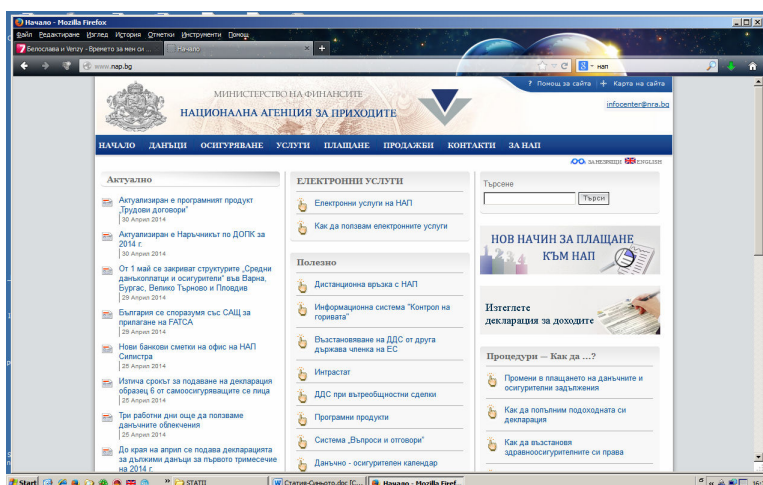 Начало - Mozilla Firefox
Файл Редактиране Изглед История Отметки Инструменти Помощ
Белослава и Venzy - Времето за мен си ...
Начало
www.nap.bg
нап
? Помощ за сайта
Карта на сайта
МИНИСТЕРСТВО НА ФИНАНСИТЕ
НАЦИОНАЛНА АГЕНЦИЯ ЗА ПРИХОДИТЕ
infocenter@nra.bg
НАЧАЛО ДАНЪЦИ ОСИГУРЯВАНЕ УСЛУГИ ПЛАЩАНЕ ПРОДАЖБИ КОНТАКТИ ЗА НАП
ЗА НЕЗРЯЩИ ENGLISH
Актуално
Актуализиран е програмният продукт
„Трудови договори"
30 Април 2014
Актуализиран е Наръчникът по ДОПК за
2014 г.
30 Април 2014
От 1 май се закриват структурите „Средни
данъкоплатци и осигурители" във Варна,
Бургас, Велико Търново и Пловдив
29 Април 2014
България се споразумя със САЩ за
прилагане на FATCA
29 Април 2014
Нови банкови сметки на офис на НАП
Силистра
25 Април 2014
Изтича срокът за подаване на декларация
образец 6 от самоосигуряващите се лица
25 Април 2014
Три работни дни още да ползваме
данъчните облекчения
25 Април 2014
До края на април се подава декларацията
за дължими данъци за първото тримесечие
на 2014 г.
ЕЛЕКТРОННИ УСЛУГИ
Електронни услуги на НАП
Как да ползвам електронните услуги
Полезно
Дистанционна връзка с НАП
Информационна система "Контрол на
горивата"
Възстановяване на ДДС от друга
държава членка на ЕС
Интрастат
ДДС при вътреобщностни сделки
Програмни продукти
Система „Въпроси и отговори"
Данъчно - осигурителен календар
Търсене
Търси
НОВ НАЧИН ЗА ПЛАЩАНЕ
КЪМ НАП
Изтеглете
декларация за доходите
Процедури — Как да ...?
Промени в плащането на данъчните и
осигурителни задължения
Как да попълним подоходната си
декларация
Как да възстановя
здравноосигурителните си права
Start
СТАТII
Статия-Синьото.doc [С...
Начало - Mozilla Firef...